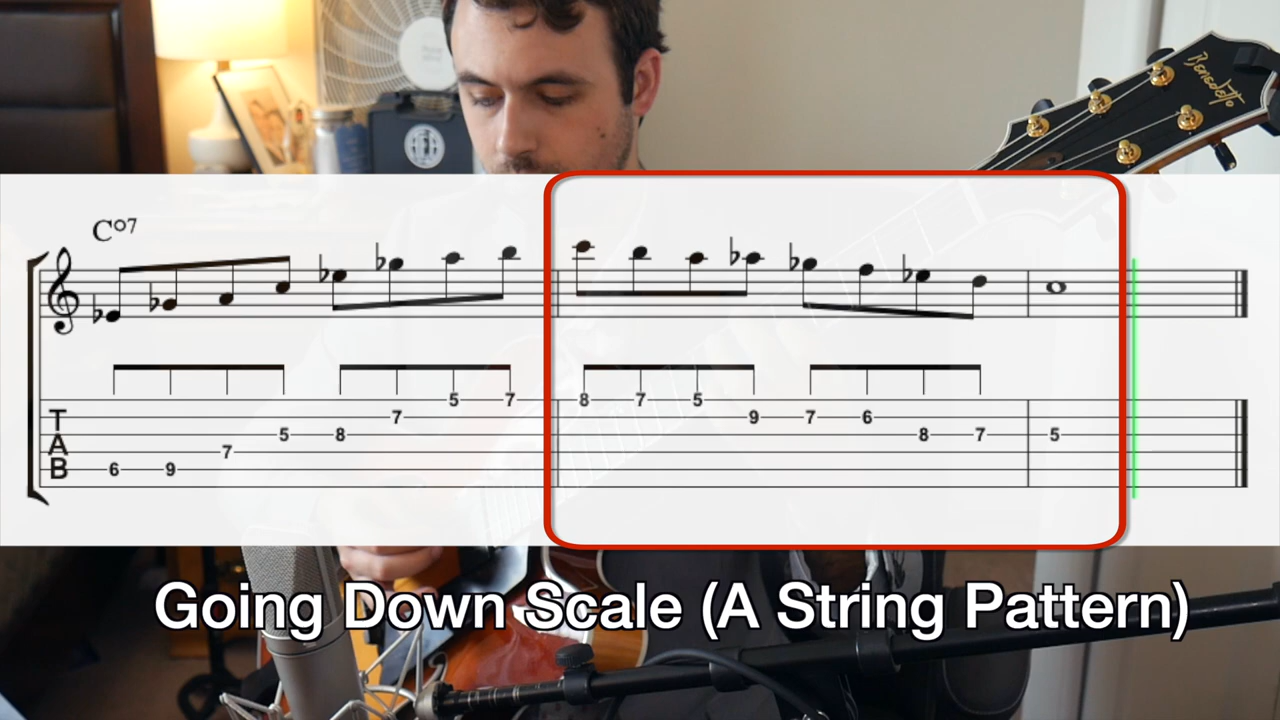 Benedetto
C°7
5 7 8 7 5
T 7 9 7 6
A 5 8 8 7 5
7
B 6 9
Going Down Scale (A String Pattern)